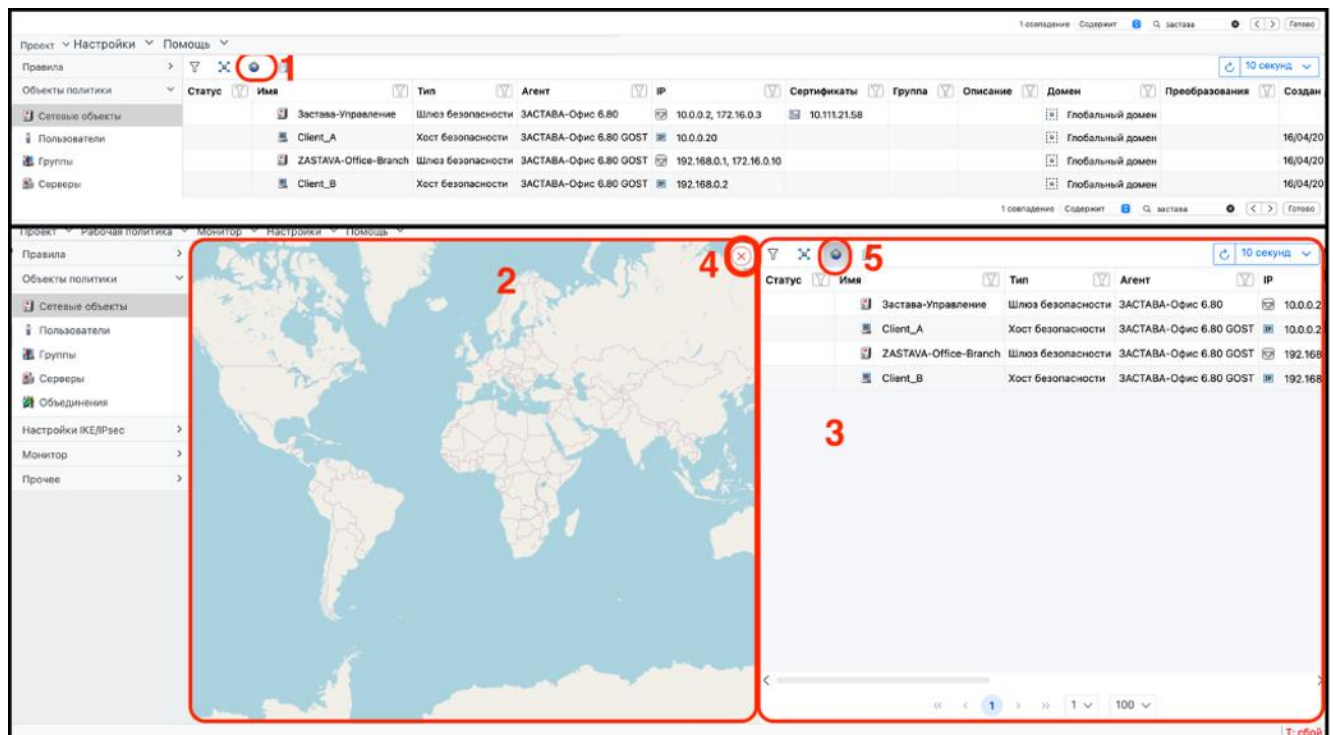 1 совпадение Содержит застава Готово
Проект Настройки Помощь
Правила 1 10 секунд
Объекты политики Статус Имя Тип Агент IP Сертификаты Группа Описание Домен Преобразования Создан
Сетевые объекты Застава-Управление Шлюз безопасности ЗАСТАВА-Офис 6.80 10.0.0.2, 172.16.0.3 10.111.21.58 Глобальный домен
Пользователи Client_A Хост безопасности ЗАСТАВА-Офис 6.80 GOST 10.0.0.20 Глобальный домен 16/04/20
Группы ZASTAVA-Office-Branch Шлюз безопасности ЗАСТАВА-Офис 6.80 GOST 192.168.0.1, 172.16.0.10 Глобальный домен 16/04/20
Серверы Client_B Хост безопасности ЗАСТАВА-Офис 6.80 GOST 192.168.0.2 Глобальный домен 16/04/20
1 совпадение Содержит застава Готово
Проект Рабочая политика Монитор Настройки Помощь
Правила 4 5 10 секунд
Объекты политики 2 Статус Имя Тип Агент IP
Сетевые объекты Застава-Управление Шлюз безопасности ЗАСТАВА-Офис 6.80 10.0.0.2
Пользователи Client_A Хост безопасности ЗАСТАВА-Офис 6.80 GOST 10.0.0.2
Группы ZASTAVA-Office-Branch Шлюз безопасности ЗАСТАВА-Офис 6.80 GOST 192.168
Серверы Client_B Хост безопасности ЗАСТАВА-Офис 6.80 GOST 192.168
Объединения
Настройки IKE/IPsec 3
Монитор
Прочее
1 1 100
Т: сбой